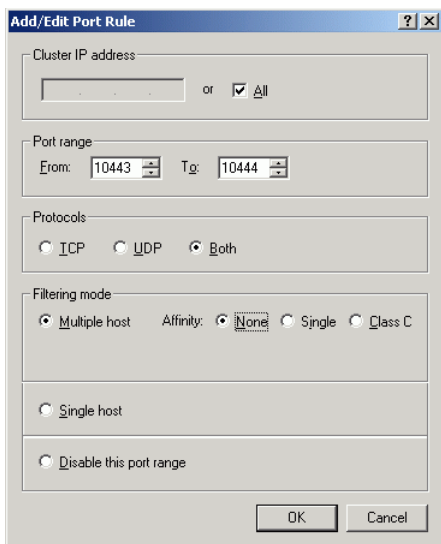 Add/Edit Port Rule
Cluster IP address
. . . or All
Port range
From: 10443 To: 10444
Protocols
TCP UDP Both
Filtering mode
Multiple host Affinity: None Single Class C
Single host
Disable this port range
OK Cancel